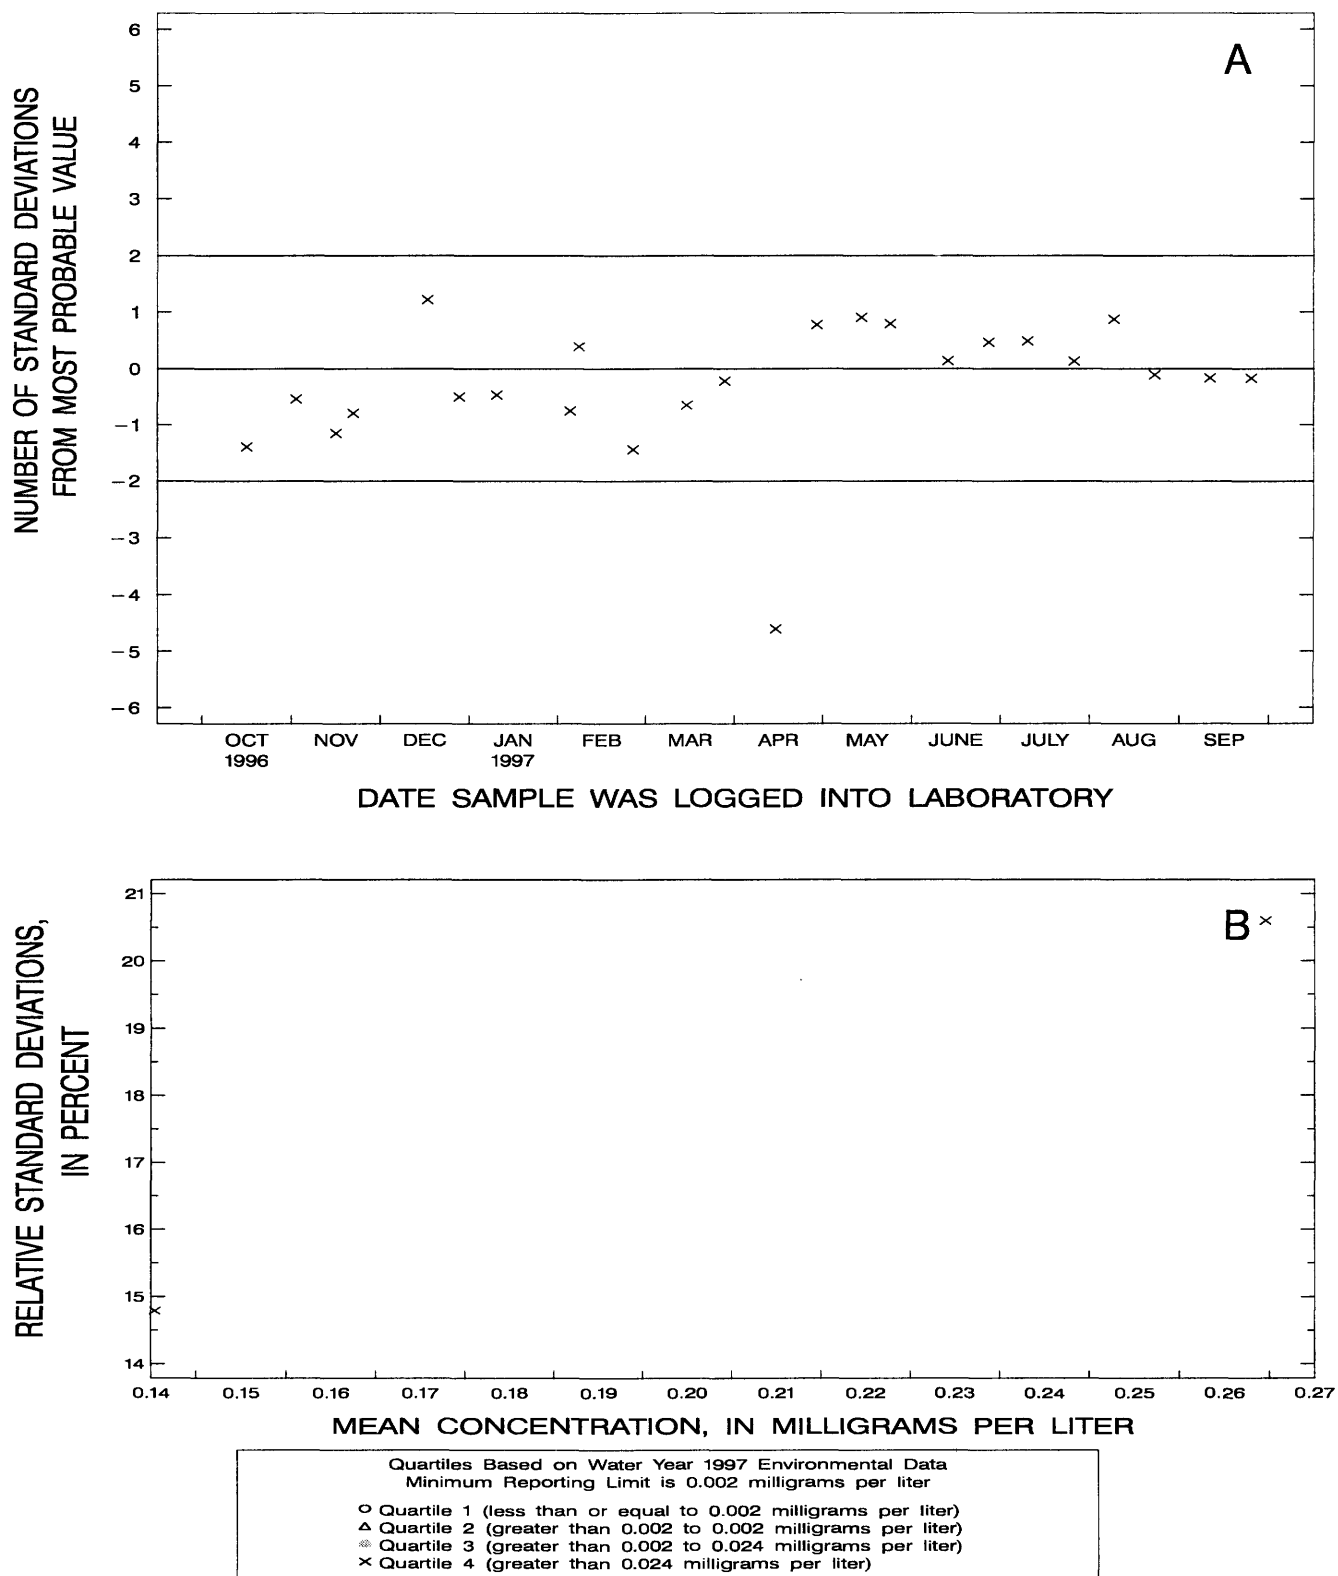 NUMBER OF STANDARD DEVIATIONS
FROM MOST PROBABLE VALUE
A
6
5
4
3
2
1
0
−1
−2
−3
−4
−5
−6
OCT NOV DEC JAN FEB MAR APR MAY JUNE JULY AUG SEP
1996 1997
DATE SAMPLE WAS LOGGED INTO LABORATORY
RELATIVE STANDARD DEVIATIONS,
IN PERCENT
B
21
20
19
18
17
16
15
14
0.14 0.15 0.16 0.17 0.18 0.19 0.20 0.21 0.22 0.23 0.24 0.25 0.26 0.27
MEAN CONCENTRATION, IN MILLIGRAMS PER LITER
Quartiles Based on Water Year 1997 Environmental Data
Minimum Reporting Limit is 0.002 milligrams per liter
Quartile 1 (less than or equal to 0.002 milligrams per liter)
Quartile 2 (greater than 0.002 to 0.002 milligrams per liter)
Quartile 3 (greater than 0.002 to 0.024 milligrams per liter)
Quartile 4 (greater than 0.024 milligrams per liter)